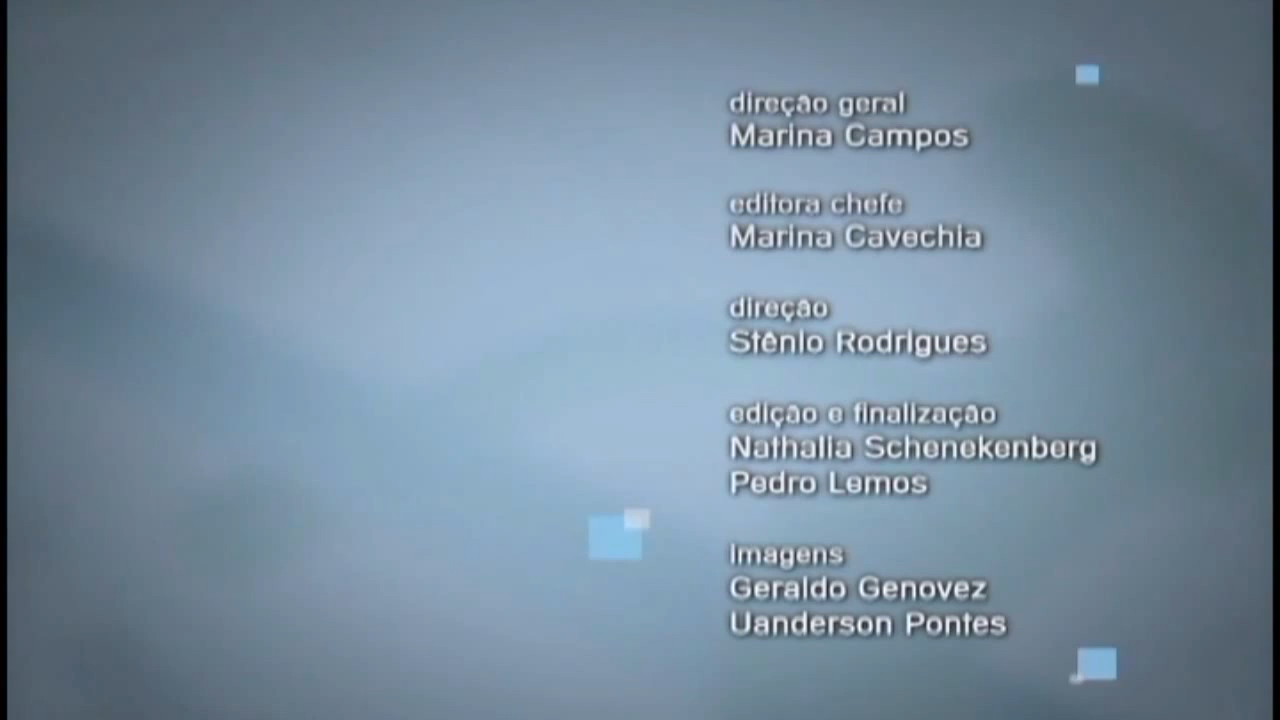 direção geral
Marina Campos
editora chefe
Marina Cavechia
direção
Stênio Rodrigues
edição e finalização
Nathalia Schenekenberg
Pedro Lemos
imagens
Geraldo Genovez
Uanderson Pontes